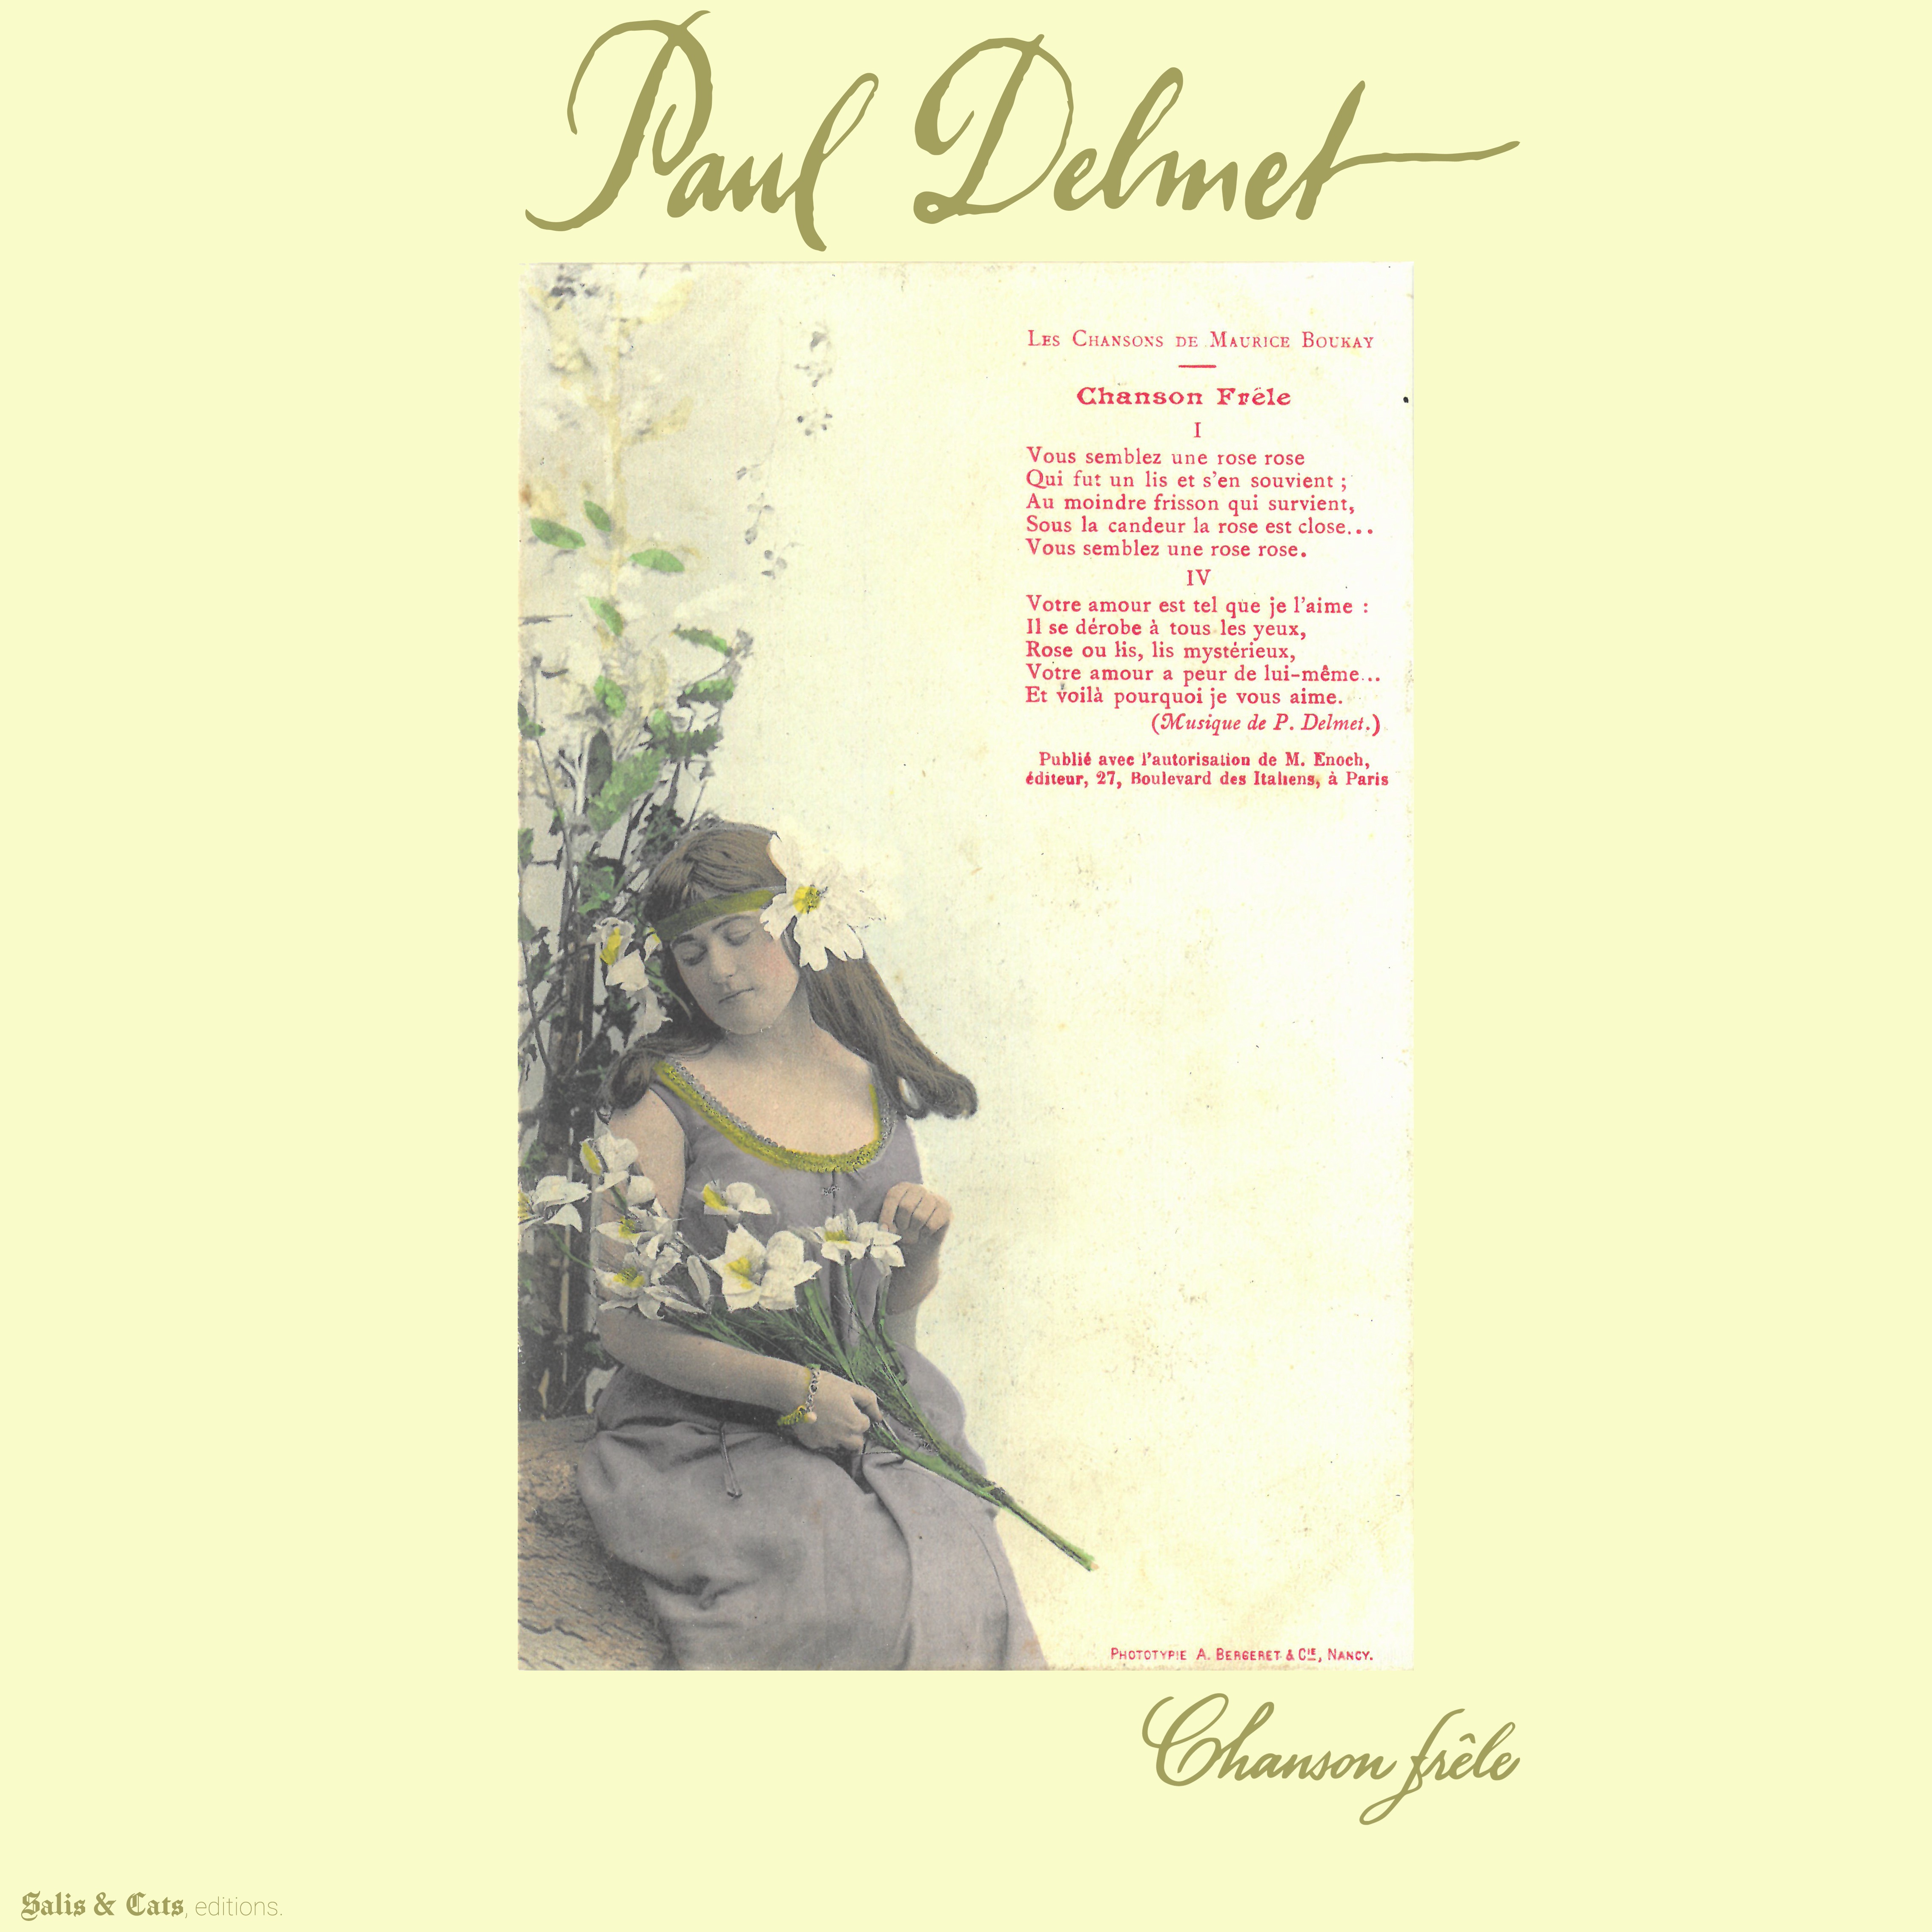 Paul Delmet
LES CHANSONS DE MAURICE BOUKAY
Chanson Frêle
I
Vous semblez une rose rose
Qui fut un lis et s'en souvient ;
Au moindre frisson qui survient,
Sous la candeur la rose est close...
Vous semblez une rose rose.
IV
Votre amour est tel que je l'aime :
Il se dérobe à tous les yeux,
Rose ou lis, lis mystérieux,
Votre amour a peur de lui-même...
Et voilà pourquoi je vous aime.
(Musique de P. Delmet.)
Publié avec l'autorisation de M. Enoch,
éditeur, 27, Boulevard des Italiens, à Paris
PHOTOTYPIE A. BERGERET & CIE, NANCY.
Chanson frêle
Salis & Cats, editions.